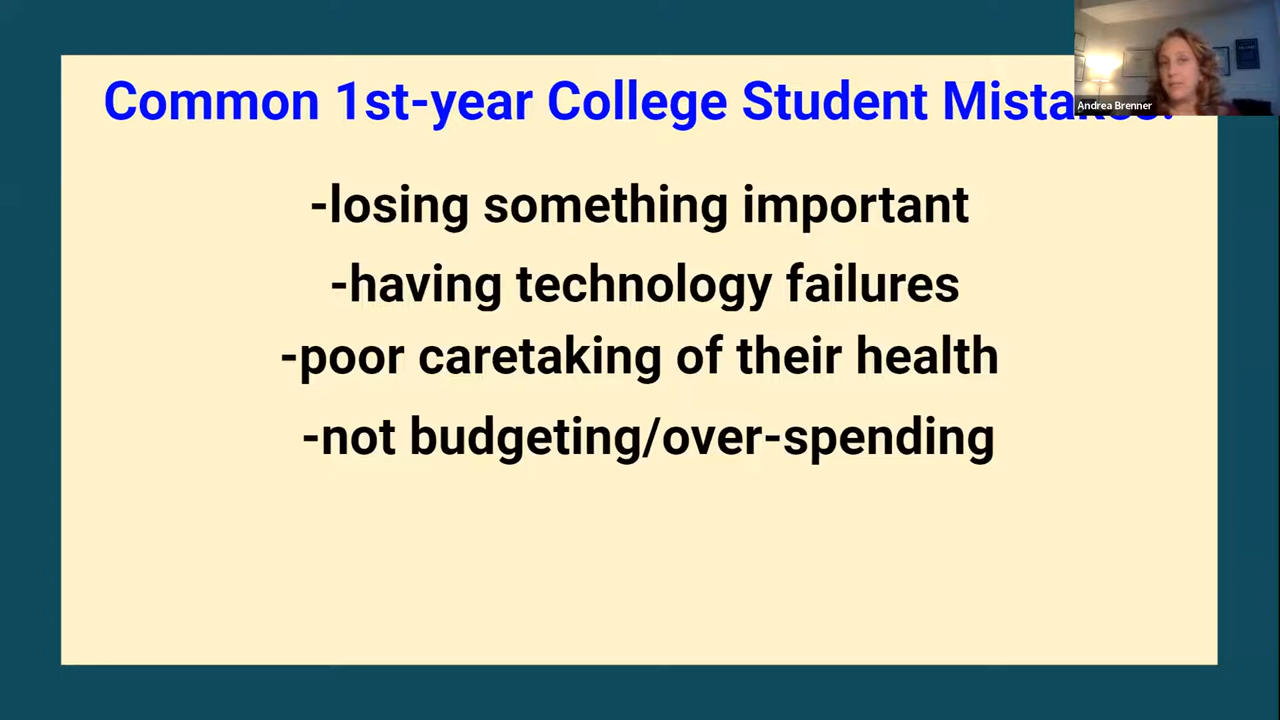 Common 1st-year College Student Mistakes:
-losing something important
-having technology failures
-poor caretaking of their health
-not budgeting/over-spending
Andrea Brenner